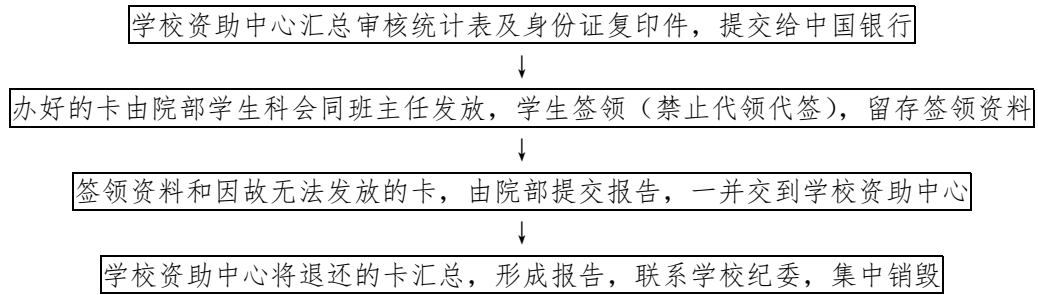 学校资助中心汇总审核统计表及身份证复印件，提交给中国银行
↓
办好的卡由院部学生科会同班主任发放，学生签领（禁止代领代签），留存签领资料
↓
签领资料和因故无法发放的卡，由院部提交报告，一并交到学校资助中心
↓
学校资助中心将退还的卡汇总，形成报告，联系学校纪委，集中销毁